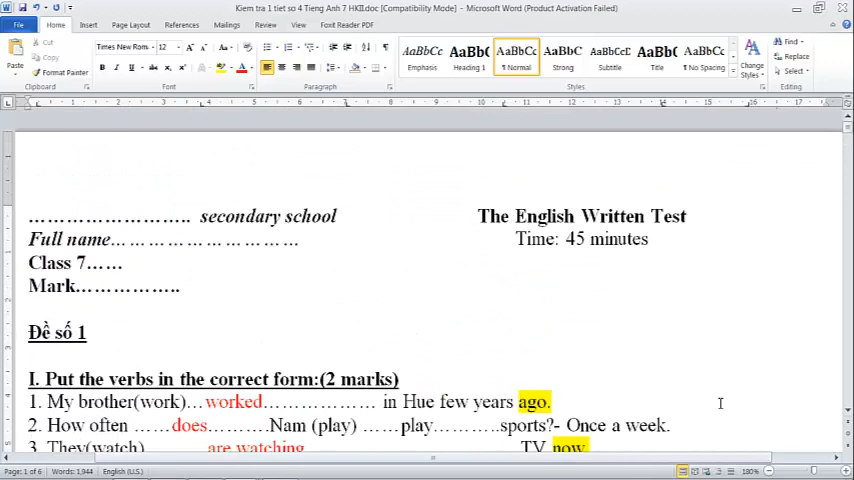 Kiem tra 1 tiet so 4 Tieng Anh 7 HKII.doc [Compatibility Mode] - Microsoft Word (Product Activation Failed)
File Home Insert Page Layout References Mailings Review View Foxit Reader PDF
Cut
Copy
Format Painter
Paste
Clipboard
Times New Rom 12
Font
Paragraph
AaBbCc AaBbC AaBbCc AaBbCc AaBbCcE AaBbC AaBbCc
Emphasis Heading 1 ¶ Normal Strong Subtitle Title ¶ No Spacing
Change Styles
Styles
Find
Replace
Select
Editing
…………………….. secondary school
The English Written Test
Full name…………………………
Time: 45 minutes
Class 7……
Mark……………..
Đề số 1
I. Put the verbs in the correct form:(2 marks)
1. My brother(work)…worked……………… in Hue few years ago.
2. How often ……does……….Nam (play) ……play………..sports?- Once a week.
3. They(watch) are watching TV now
Page: 1 of 6 Words: 1,944 English (U.S.) 180%